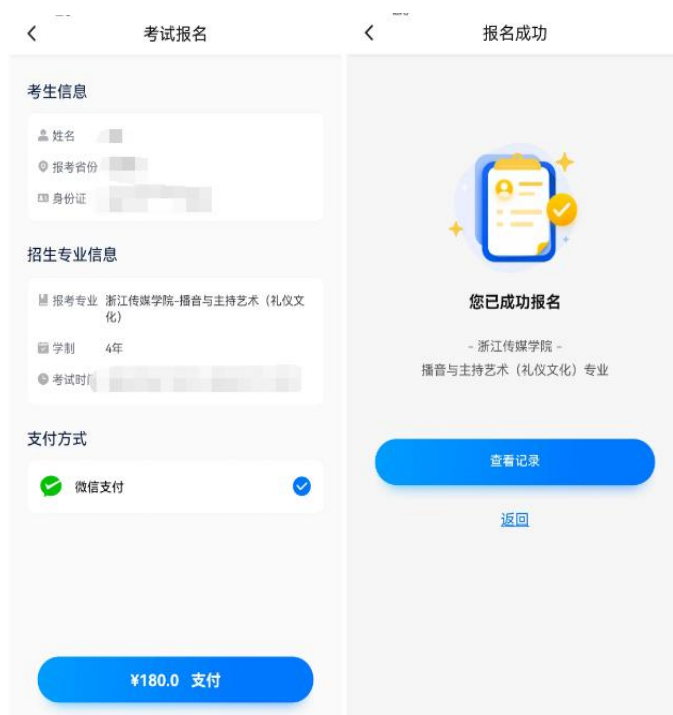 考试报名
考生信息
姓名
报考省份
身份证
招生专业信息
报考专业 浙江传媒学院-播音与主持艺术（礼仪文
化）
学制 4年
考试时
支付方式
微信支付
¥180.0 支付
报名成功
您已成功报名
- 浙江传媒学院 -
播音与主持艺术（礼仪文化）专业
查看记录
返回